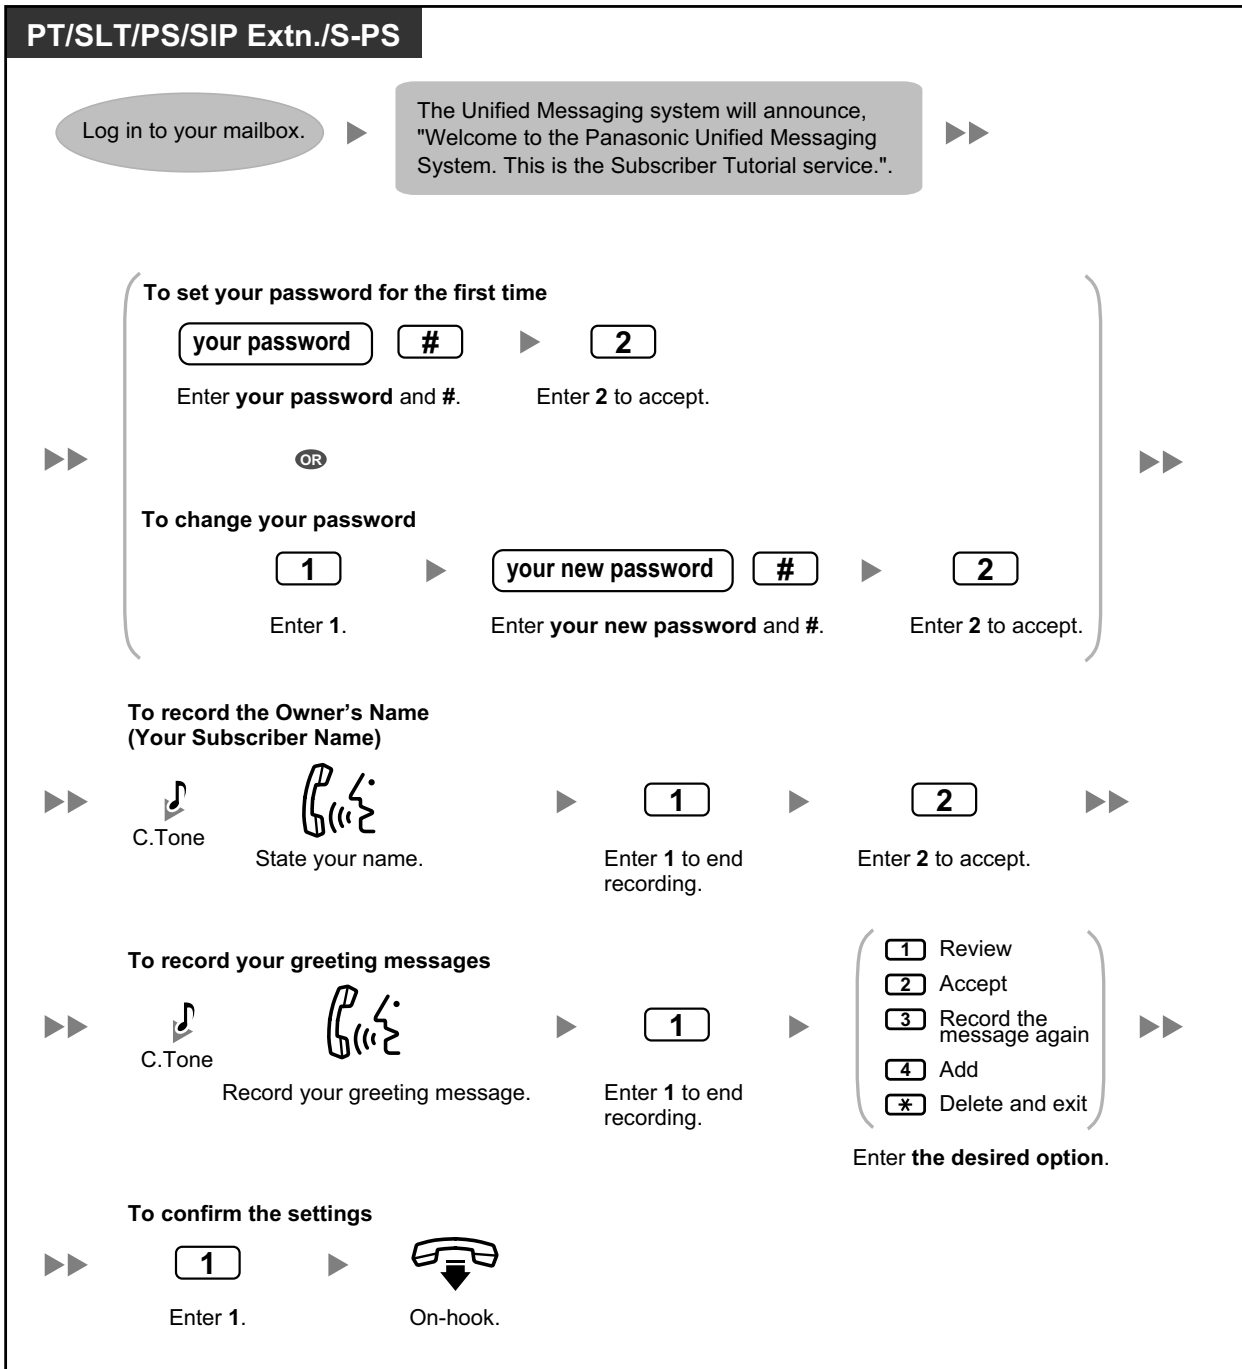 PT/SLT/PS/SIP Extn./S-PS
Log in to your mailbox.
The Unified Messaging system will announce,
"Welcome to the Panasonic Unified Messaging
System. This is the Subscriber Tutorial service.".
To set your password for the first time
your password # 2
Enter your password and #. Enter 2 to accept.
OR
To change your password
1 your new password # 2
Enter 1. Enter your new password and #. Enter 2 to accept.
To record the Owner's Name
(Your Subscriber Name)
1 2
C.Tone
State your name. Enter 1 to end Enter 2 to accept.
recording.
To record your greeting messages
1
C.Tone
Record your greeting message. Enter 1 to end
recording.
1 Review
2 Accept
3 Record the
message again
4 Add
* Delete and exit
Enter the desired option.
To confirm the settings
1
Enter 1. On-hook.